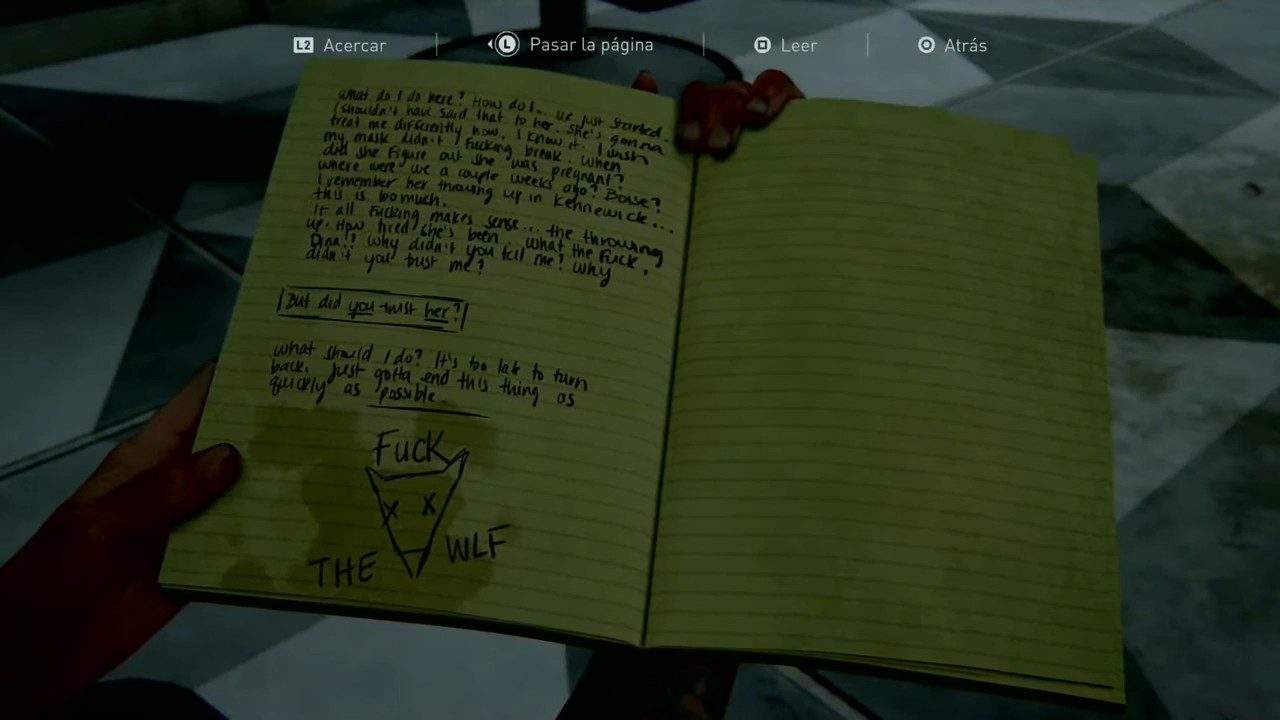 L2 Acercar L Pasar la página Leer Atrás
What do I do here? How do I... we just started.
I shouldn't have said that to her. She's gonna
treat me differently now. I know it. I wish
my mask didn't fucking break. When
did she figure out she was pregnant?
where were we a couple weeks ago? Boise?
I remember her throwing up in Kennewick...
this is too much.
It all fucking makes sense... the throwing
up. How tired she's been. What the Fuck,
Dina!? Why didn't you tell me? Why
didn't you trust me?
But did you trust her?
what should I do? It's too late to turn
back. Just gotta end this thing as
quickly as possible.
FUCK
X X
THE WLF